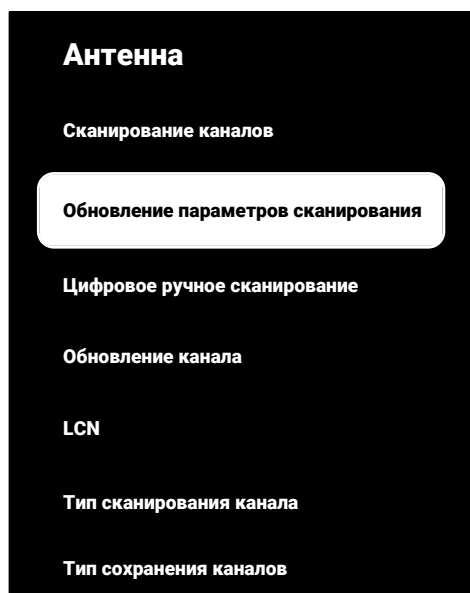 Антенна
Сканирование каналов
Обновление параметров сканирования
Цифровое ручное сканирование
Обновление канала
LCN
Тип сканирования канала
Тип сохранения каналов